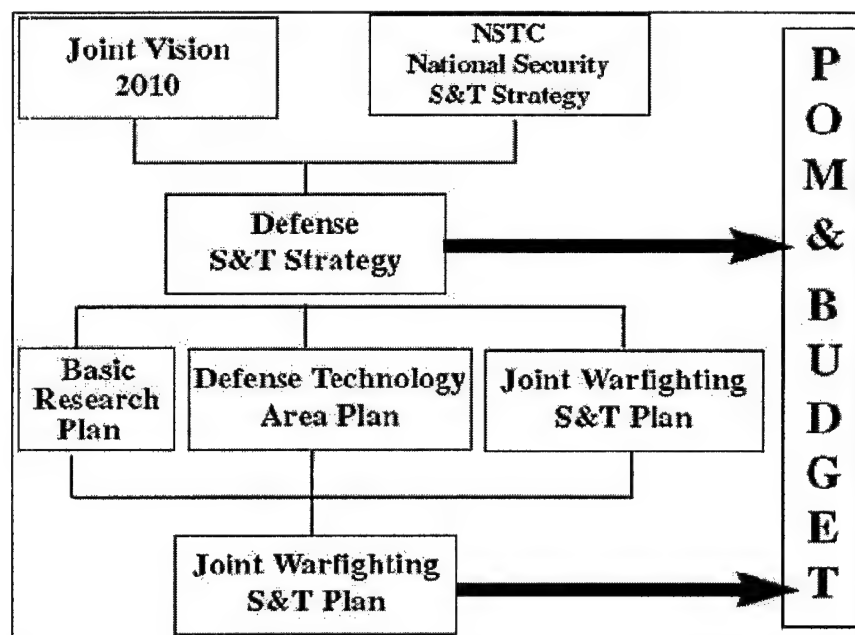 Joint Vision
2010
NSTC
National Security
S&T Strategy
Defense
S&T Strategy
Basic
Research
Plan
Defense Technology
Area Plan
Joint Warfighting
S&T Plan
Joint Warfighting
S&T Plan
P
O
M
&
B
U
D
G
E
T